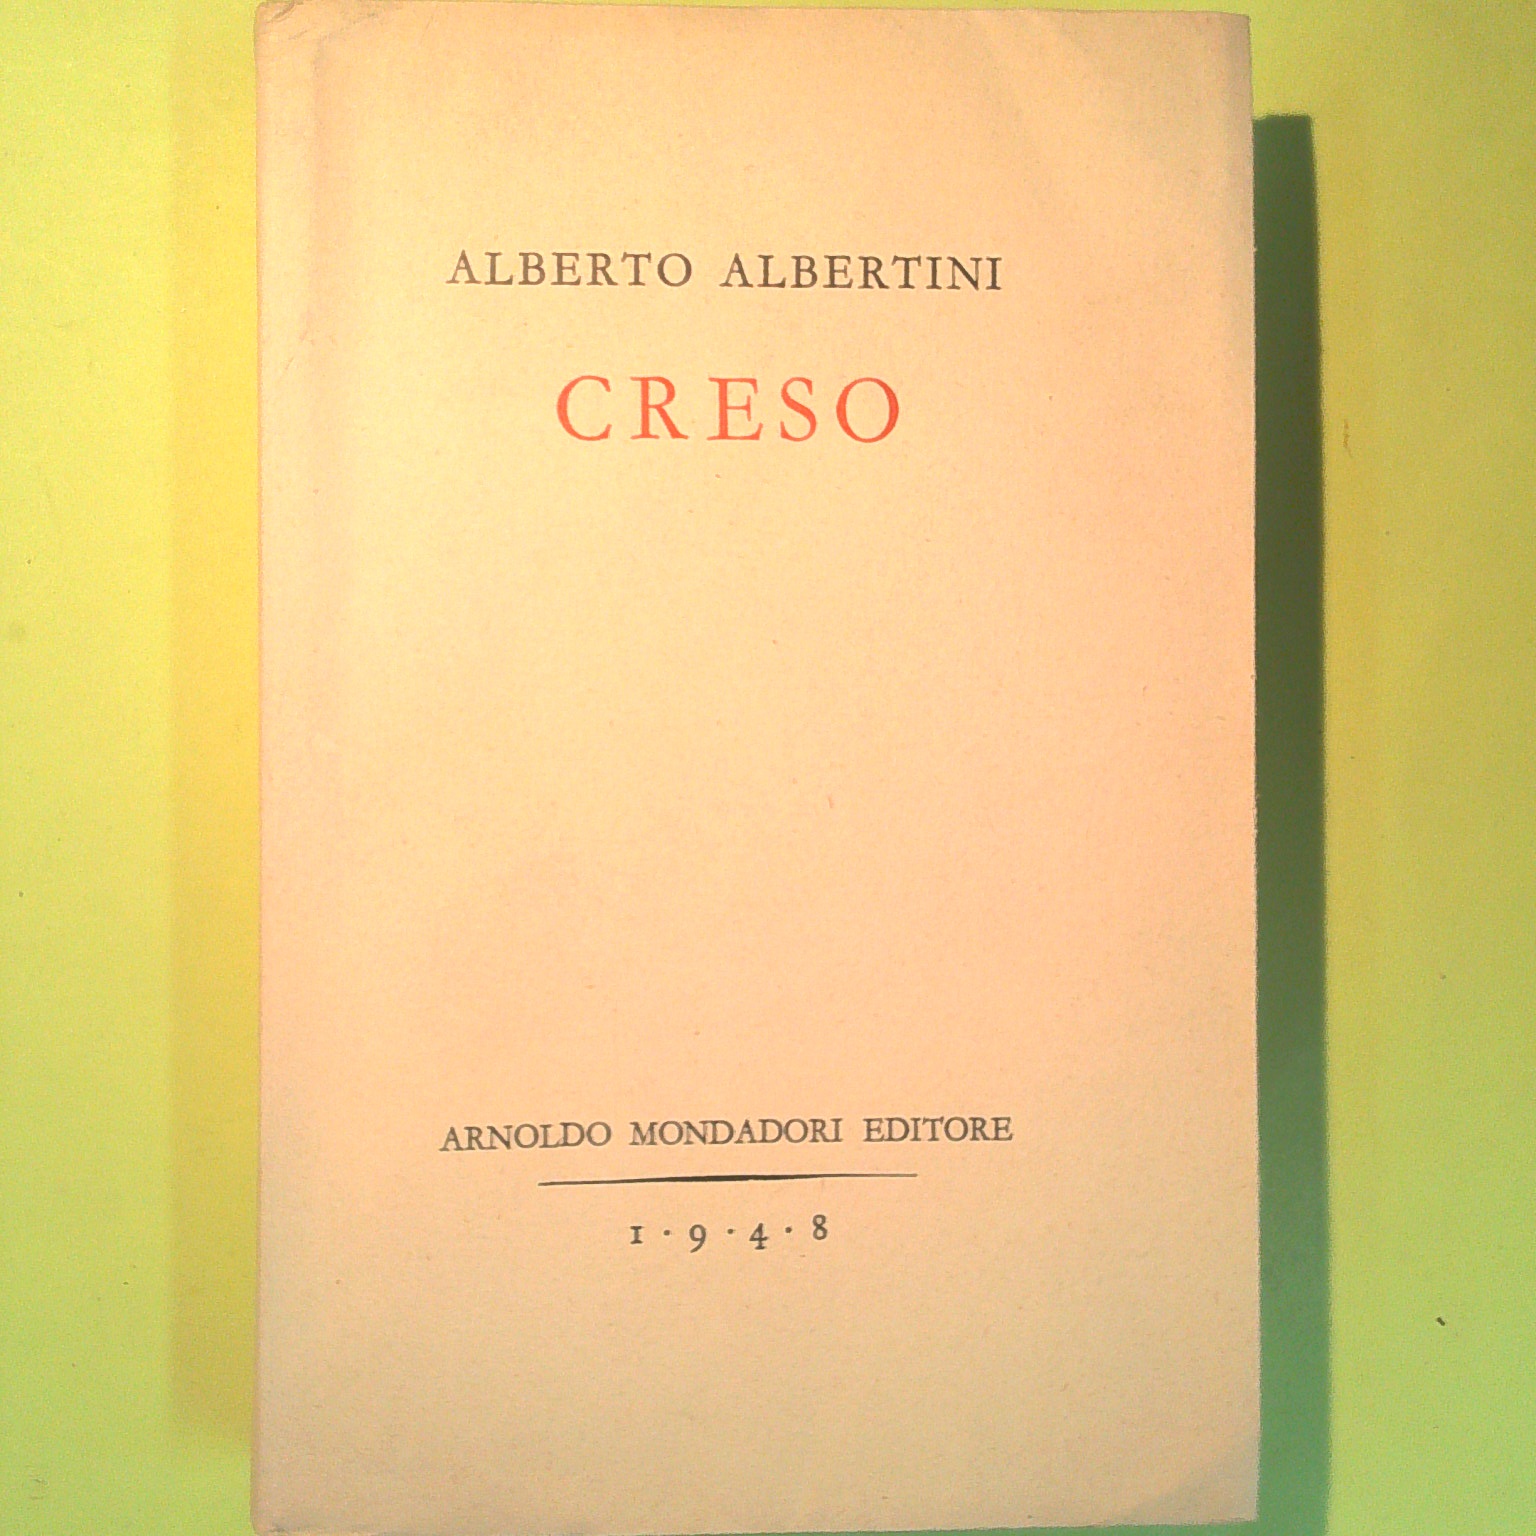 ALBERTO ALBERTINI
CRESO
ARNOLDO MONDADORI EDITORE
1·9·4·8